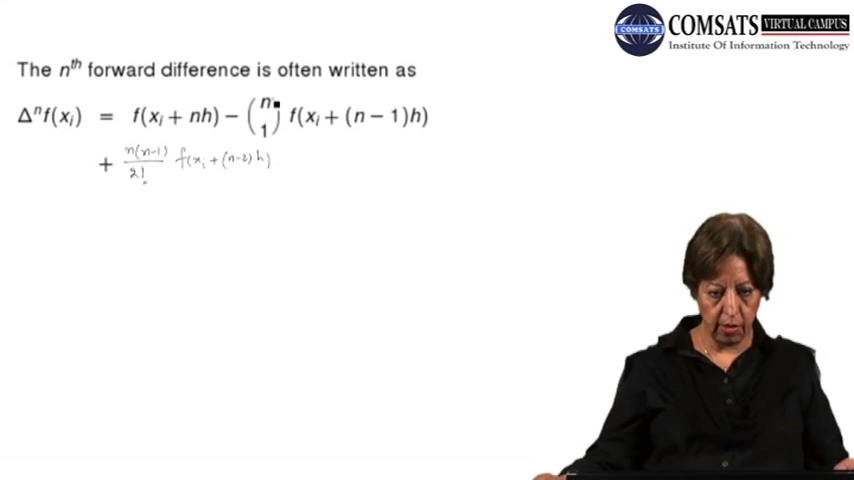 COMSATS
COMSATS VIRTUAL CAMPUS
Institute Of Information Technology
The nᵗʰ forward difference is often written as
Δⁿf(xᵢ) = f(xᵢ + nh) − (n 1) f(xᵢ + (n − 1)h)
+ n(n-1)/2! f(xᵢ + (n-2)h)